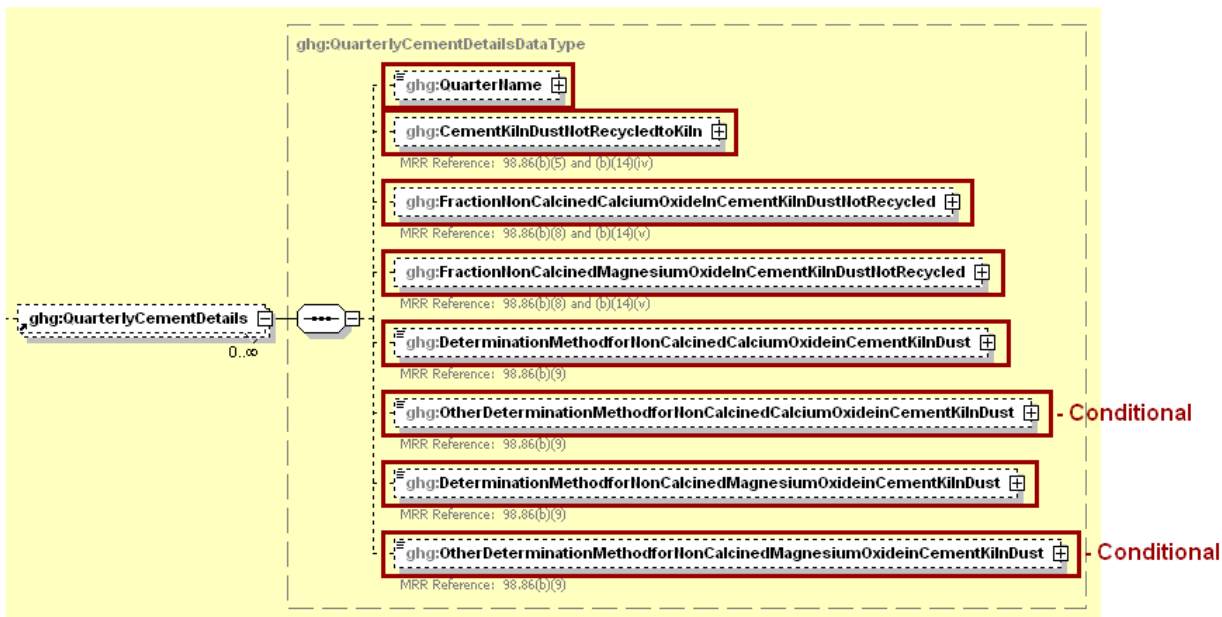 ghg:QuarterlyCementDetailsDataType
ghg:QuarterName
ghg:CementKilnDustNotRecycledtoKiln
MRR Reference: 98.86(b)(5) and (b)(14)(iv)
ghg:FractionNonCalcinedCalciumOxideInCementKilnDustNotRecycled
MRR Reference: 98.86(b)(8) and (b)(14)(v)
ghg:FractionNonCalcinedMagnesiumOxideInCementKilnDustNotRecycled
MRR Reference: 98.86(b)(8) and (b)(14)(v)
ghg:QuarterlyCementDetails
0..∞
ghg:DeterminationMethodforNonCalcinedCalciumOxideinCementKilnDust
MRR Reference: 98.86(b)(9)
ghg:OtherDeterminationMethodforNonCalcinedCalciumOxideinCementKilnDust - Conditional
MRR Reference: 98.86(b)(9)
ghg:DeterminationMethodforNonCalcinedMagnesiumOxideinCementKilnDust
MRR Reference: 98.86(b)(9)
ghg:OtherDeterminationMethodforNonCalcinedMagnesiumOxideinCementKilnDust - Conditional
MRR Reference: 98.86(b)(9)